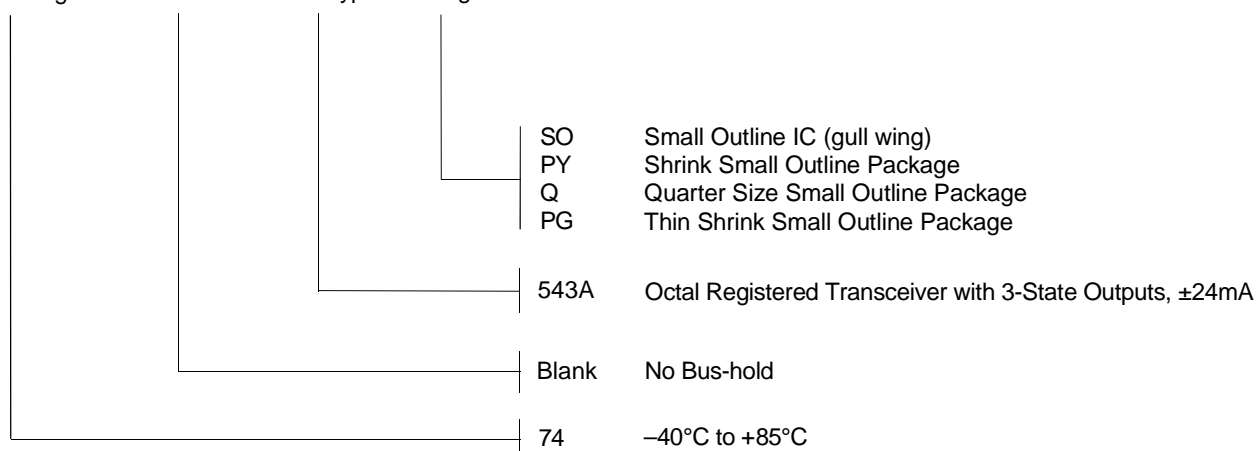 SO Small Outline IC (gull wing)
PY Shrink Small Outline Package
Q Quarter Size Small Outline Package
PG Thin Shrink Small Outline Package
543A Octal Registered Transceiver with 3-State Outputs, ±24mA
Blank No Bus-hold
74 –40°C to +85°C